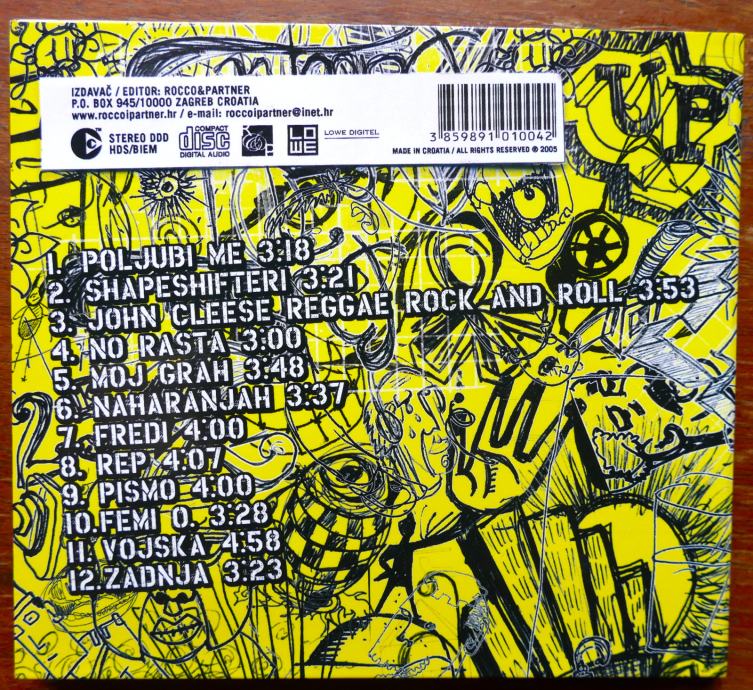 IZDAVAČ / EDITOR: ROCCO&PARTNER
P.O. BOX 945/10000 ZAGREB CROATIA
www.roccoipartner.hr / e-mail: roccoipartner@inet.hr
STEREO DDD
HDS/BIEM
COMPACT
disc
DIGITAL AUDIO
LOWE
LOWE DIGITEL
3 859891 010042
MADE IN CROATIA / ALL RIGHTS RESERVED ℗ 2005
UP
1. POLJUBI ME 3:18
2. SHAPESHIFTERI 3:21
3. JOHN CLEESE REGGAE ROCK AND ROLL 3:53
4. NO RASTA 3:00
5. MOJ GRAH 3:48
6. NAHARANJAH 3:37
7. FREDI 4:00
8. REP 4:07
9. PISMO 4:00
10.FEMI O. 3:28
11. VOJSKA 4:58
12.ZADNJA 3:23